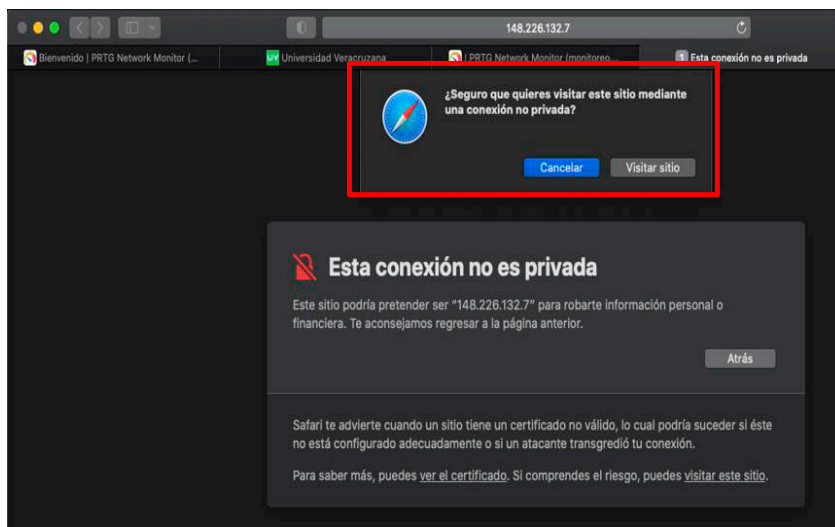 148.226.132.7
Bienvenido | PRTG Network Monitor (...
UV Universidad Veracruzana
| PRTG Network Monitor (monitoreo....
1 Esta conexión no es privada
¿Seguro que quieres visitar este sitio mediante
una conexión no privada?
Cancelar
Visitar sitio
Esta conexión no es privada
Este sitio podría pretender ser “148.226.132.7” para robarte información personal o
financiera. Te aconsejamos regresar a la página anterior.
Atrás
Safari te advierte cuando un sitio tiene un certificado no válido, lo cual podría suceder si éste
no está configurado adecuadamente o si un atacante transgredió tu conexión.
Para saber más, puedes ver el certificado. Si comprendes el riesgo, puedes visitar este sitio.